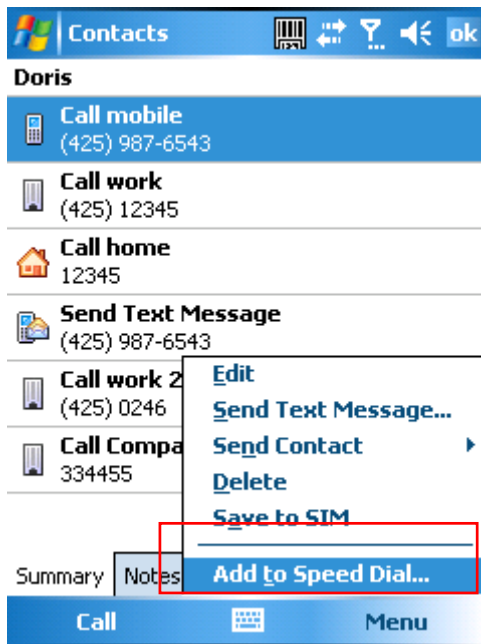 Contacts
ok
Doris
Call mobile
(425) 987-6543
Call work
(425) 12345
Call home
12345
Send Text Message
(425) 987-6543
Call work 2
(425) 0246
Call Compa
334455
Edit
Send Text Message...
Send Contact
Delete
Save to SIM
Add to Speed Dial...
Summary
Notes
Call
Menu